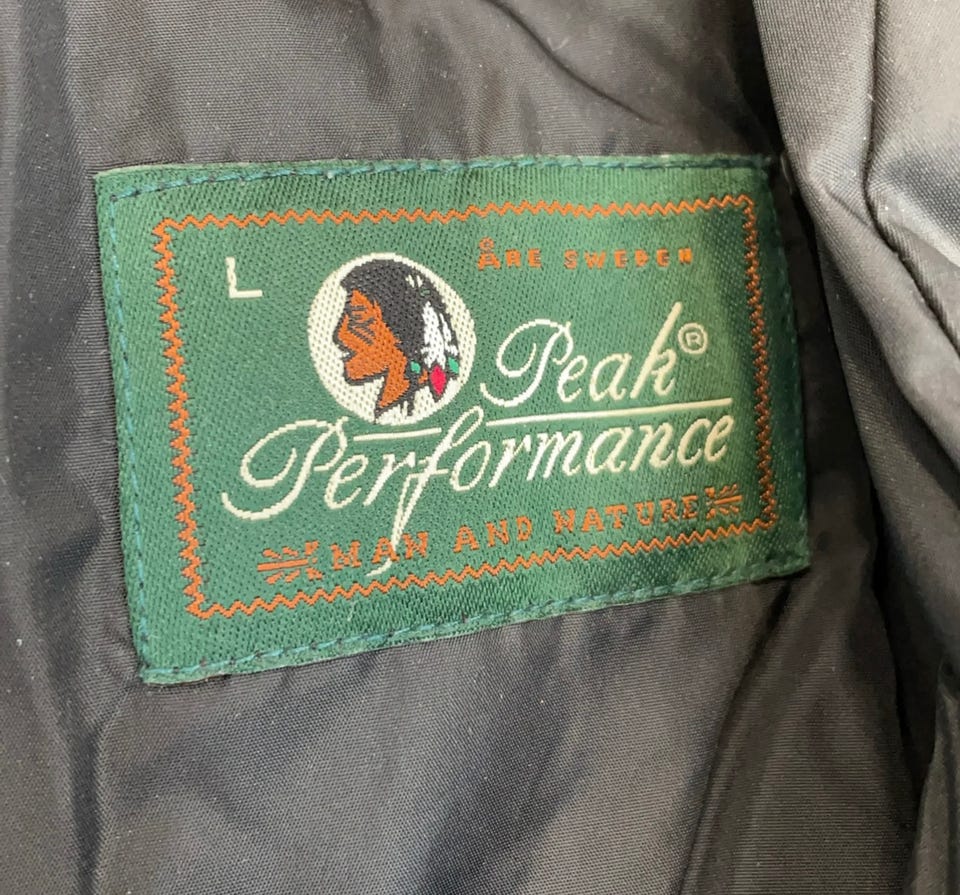 L
ÅRE SWEDEN
Peak®
Performance
MAN AND NATURE